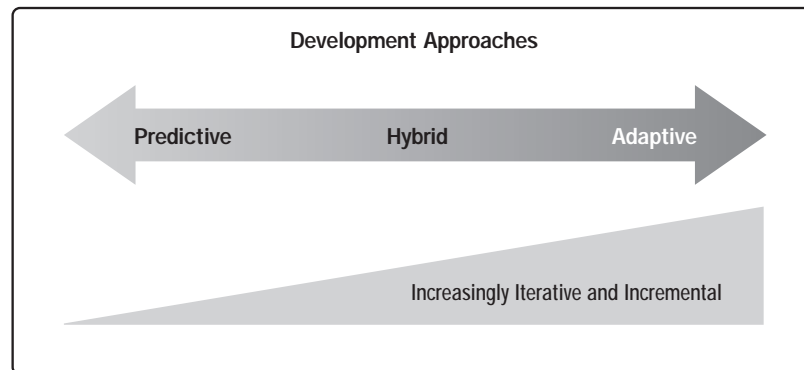 Development Approaches
Predictive Hybrid Adaptive
Increasingly Iterative and Incremental